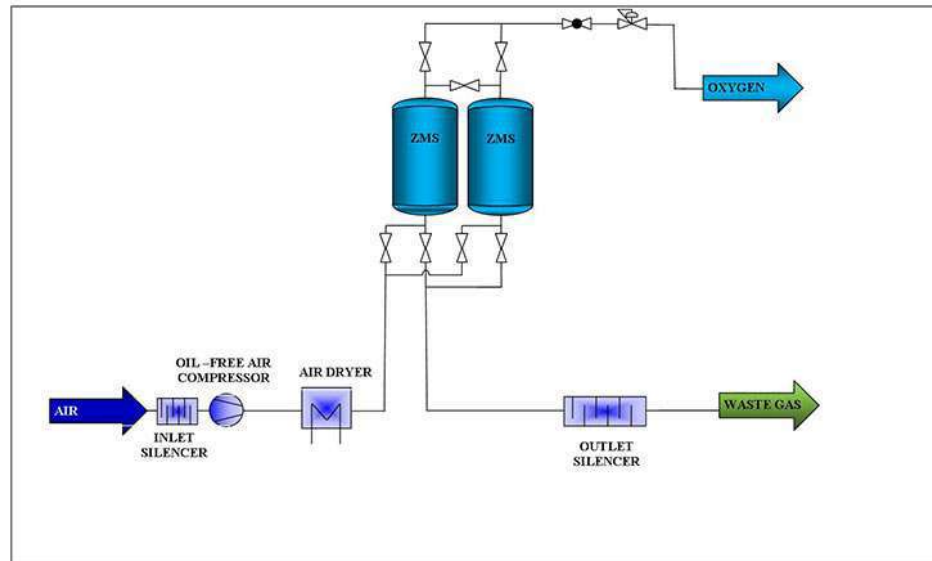 OXYGEN
ZMS
ZMS
OIL –FREE AIR
COMPRESSOR
AIR DRYER
AIR
INLET
SILENCER
WASTE GAS
OUTLET
SILENCER